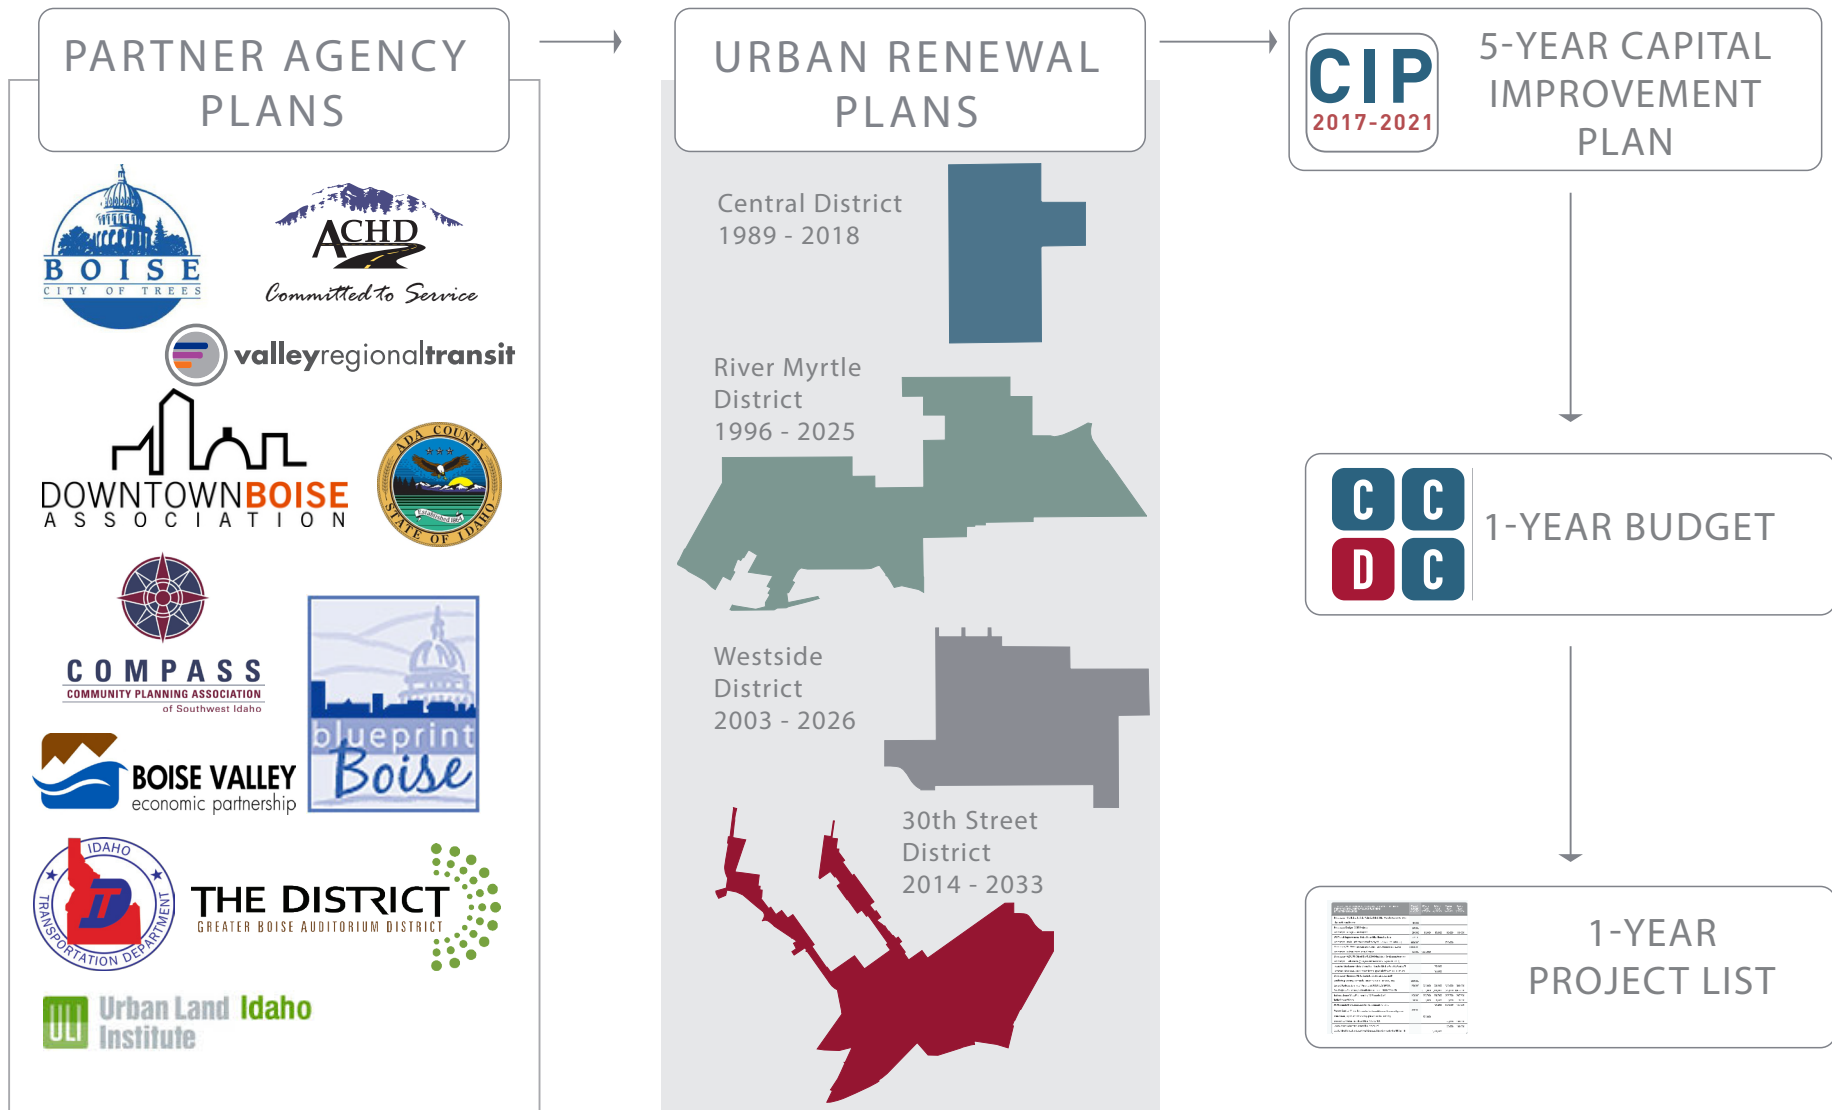 PARTNER AGENCY
PLANS
BOISE
CITY OF TREES
ACHD
Committed to Service
valleyregionaltransit
DOWNTOWNBOISE
ASSOCIATION
ADA COUNTY
STATE OF IDAHO
COMPASS
COMMUNITY PLANNING ASSOCIATION
of Southwest Idaho
blueprint
Boise
BOISE VALLEY
economic partnership
IDAHO
TRANSPORTATION DEPARTMENT
THE DISTRICT
GREATER BOISE AUDITORIUM DISTRICT
ULI
Urban Land Idaho
Institute
URBAN RENEWAL
PLANS
Central District
1989 - 2018
River Myrtle
District
1996 - 2025
Westside
District
2003 - 2026
30th Street
District
2014 - 2033
CIP
2017-2021
5-YEAR CAPITAL
IMPROVEMENT
PLAN
C C
D C
1-YEAR BUDGET
1-YEAR
PROJECT LIST